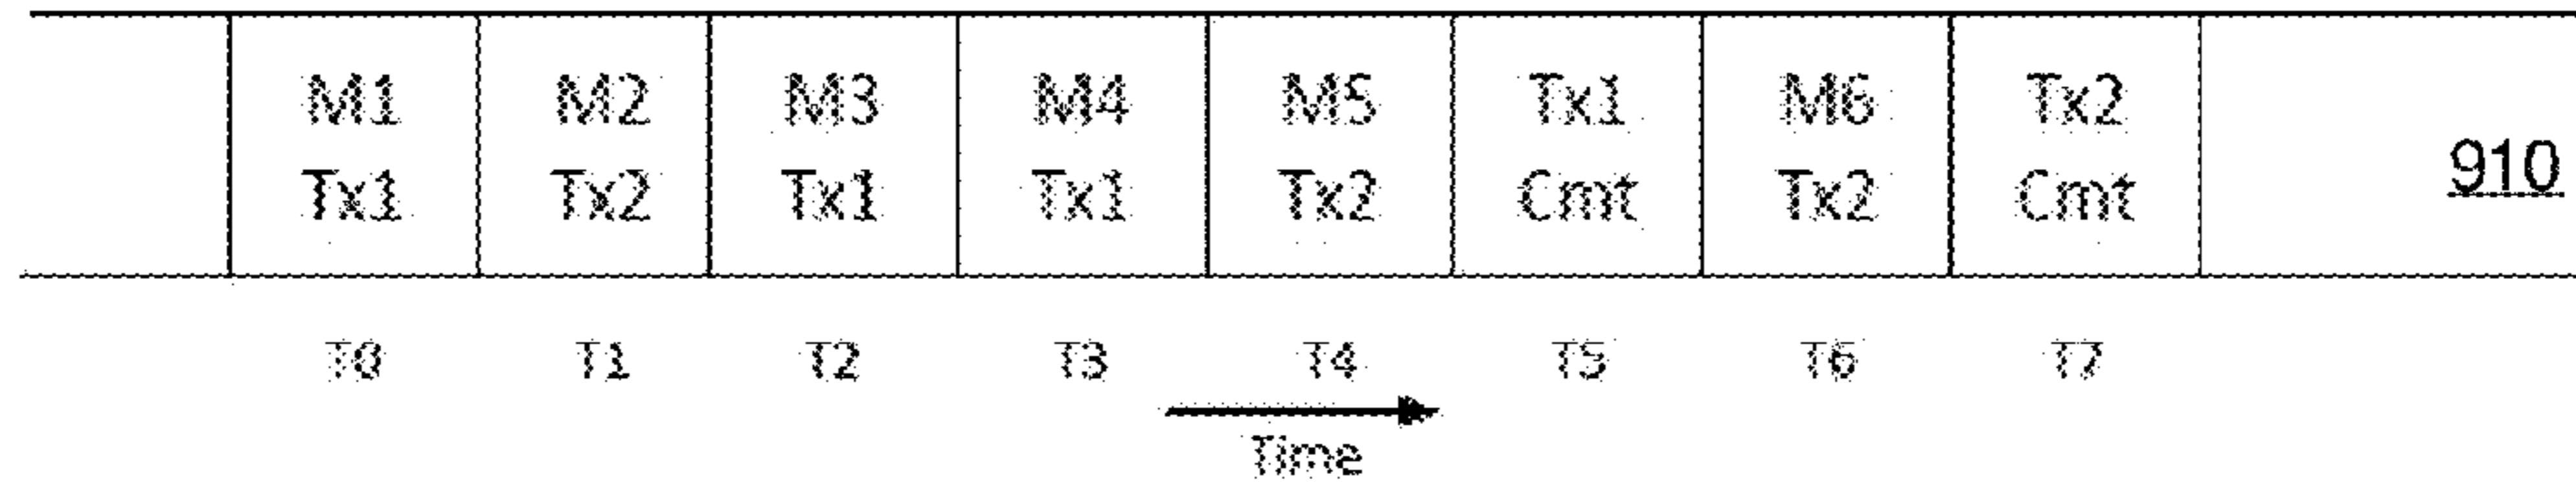 M1 M2 M3 M4 M5 Tx1 M6 Tx2
Tx1 Tx2 Tx1 Tx1 Tx2 Cmt Tx2 Cmt
910
T0 T1 T2 T3 T4 T5 T6 T7
Time